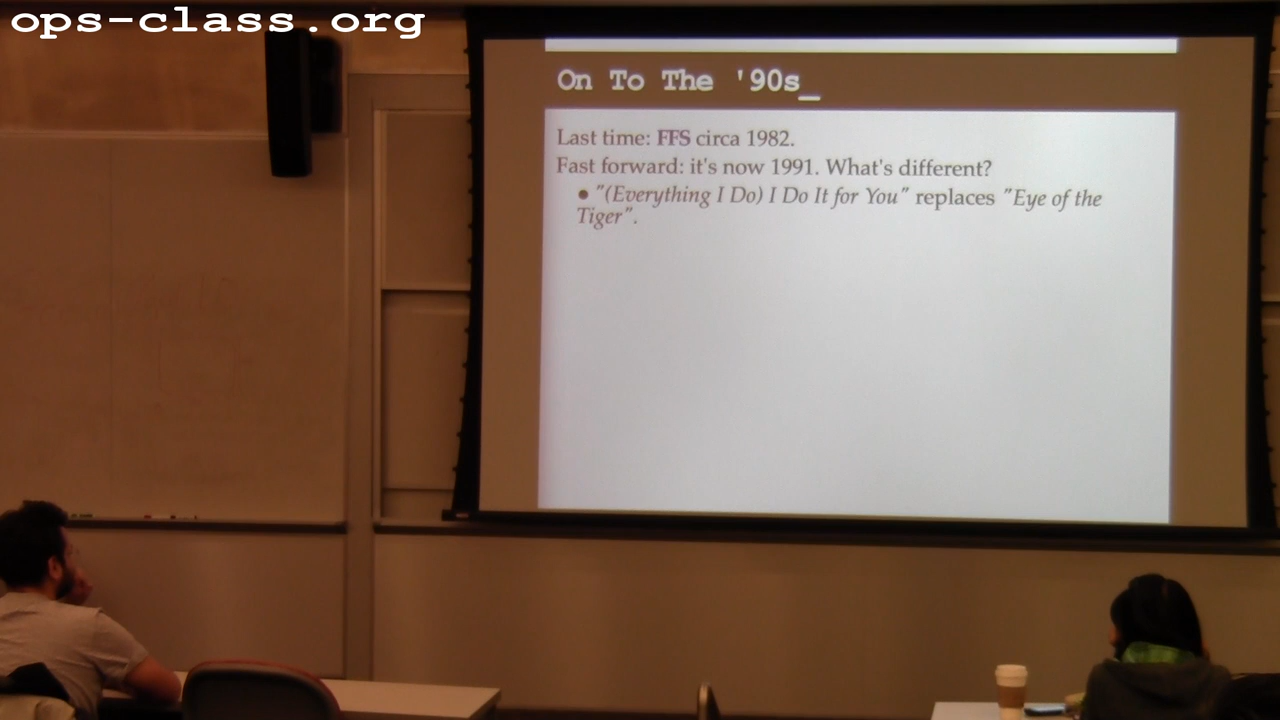 ops-class.org
On To The '90s_
Last time: FFS circa 1982.
Fast forward: it's now 1991. What's different?
● "(Everything I Do) I Do It for You" replaces "Eye of the
Tiger".